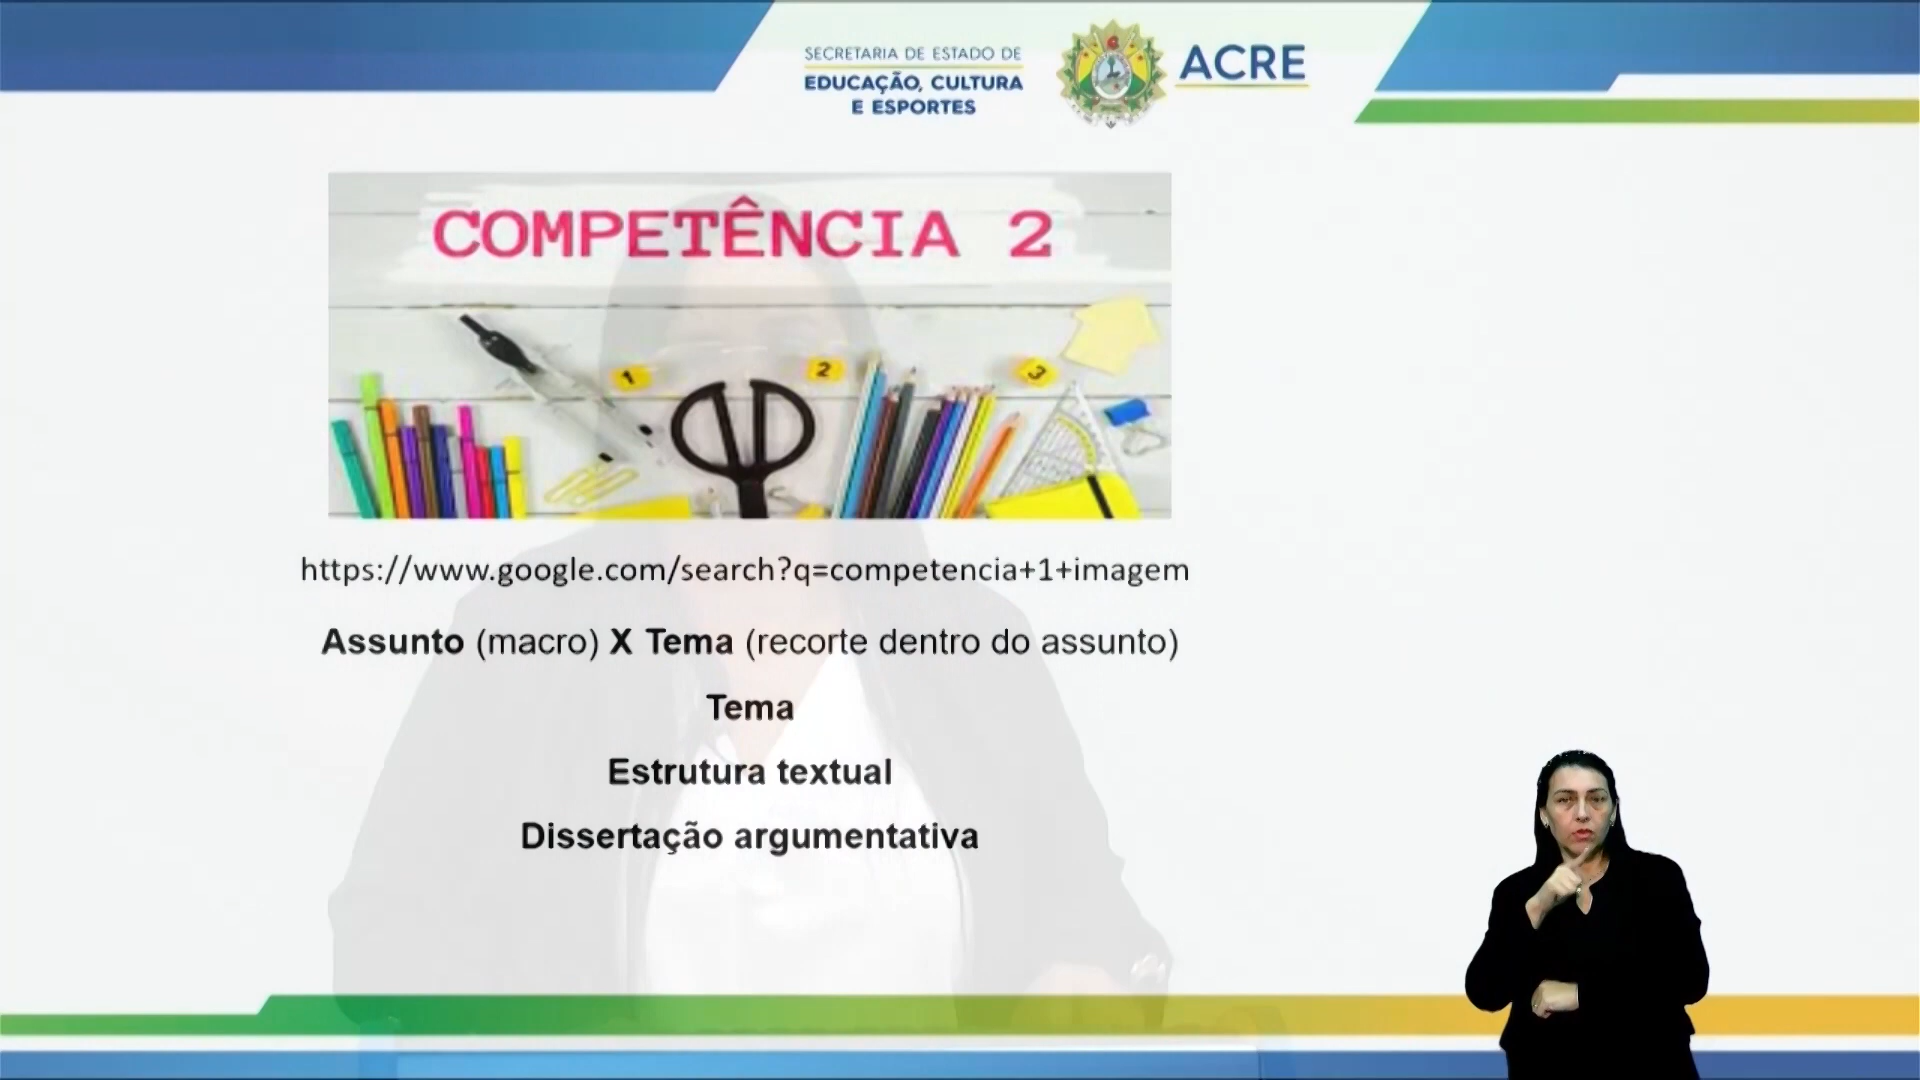 SECRETARIA DE ESTADO DE
EDUCAÇÃO, CULTURA
E ESPORTES
ACRE
COMPETÊNCIA 2
1
2
3
https://www.google.com/search?q=competencia+1+imagem
Assunto (macro) X Tema (recorte dentro do assunto)
Tema
Estrutura textual
Dissertação argumentativa